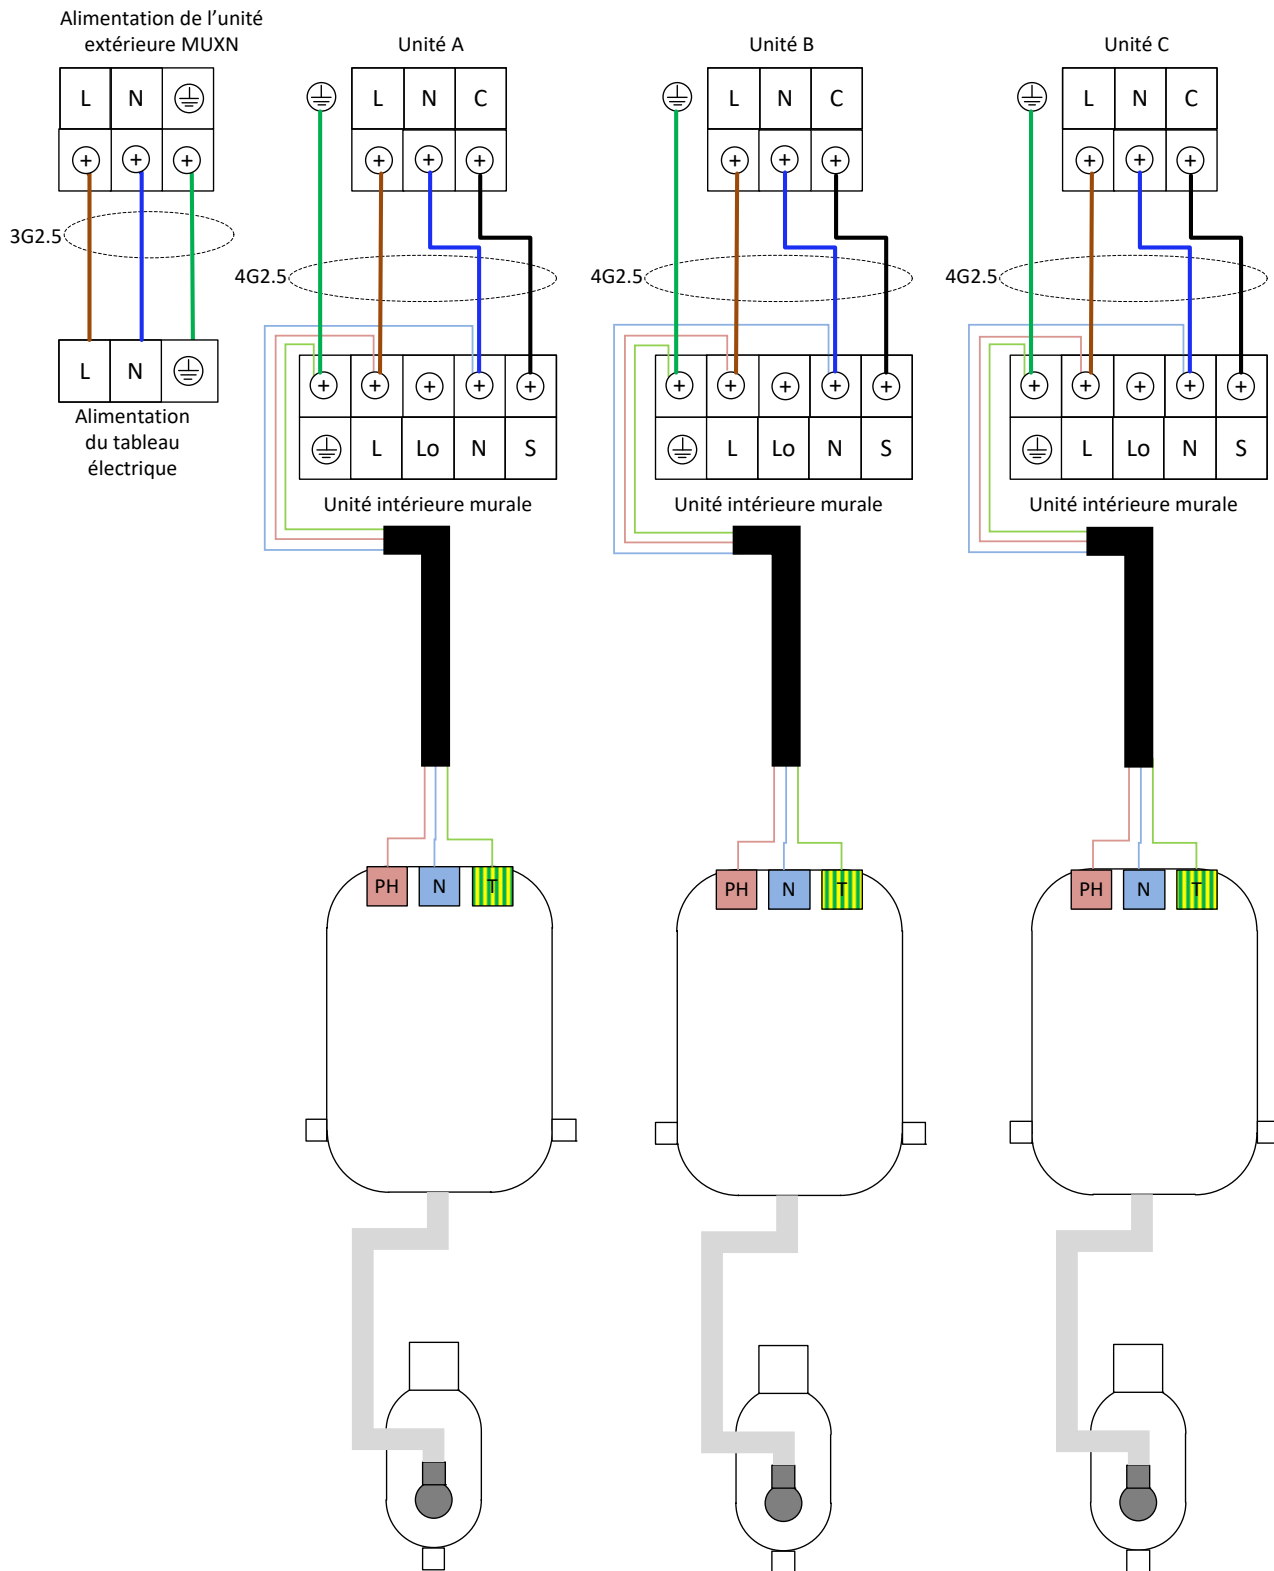 Alimentation de l’unité
extérieure MUXN
Unité A
Unité B
Unité C
L N
L N C
L N C
L N C
3G2.5
4G2.5
4G2.5
4G2.5
L N
Alimentation
du tableau
électrique
L Lo N S
L Lo N S
L Lo N S
Unité intérieure murale
Unité intérieure murale
Unité intérieure murale
PH N T
PH N T
PH N T